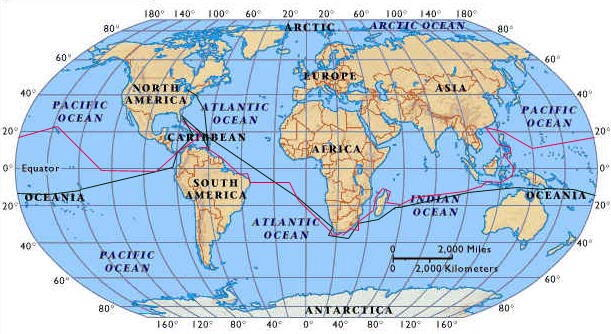 180° 140° 100° 60° 20° 0° 20° 60° 100° 140° 180°
80° ARCTIC ARCTIC OCEAN 80°
60° EUROPE 60°
NORTH AMERICA ASIA
40° 40°
PACIFIC OCEAN ATLANTIC OCEAN PACIFIC OCEAN
20° CARIBBEAN AFRICA 20°
Equator 0° 0°
SOUTH AMERICA
OCEANIA INDIAN OCEAN OCEANIA
20° 20°
ATLANTIC OCEAN
40° 0 2,000 Miles 40°
PACIFIC OCEAN 0 2,000 Kilometers
60° 60°
80° ANTARCTICA 80°
160° 120° 80° 40° 0° 40° 80° 120° 160°